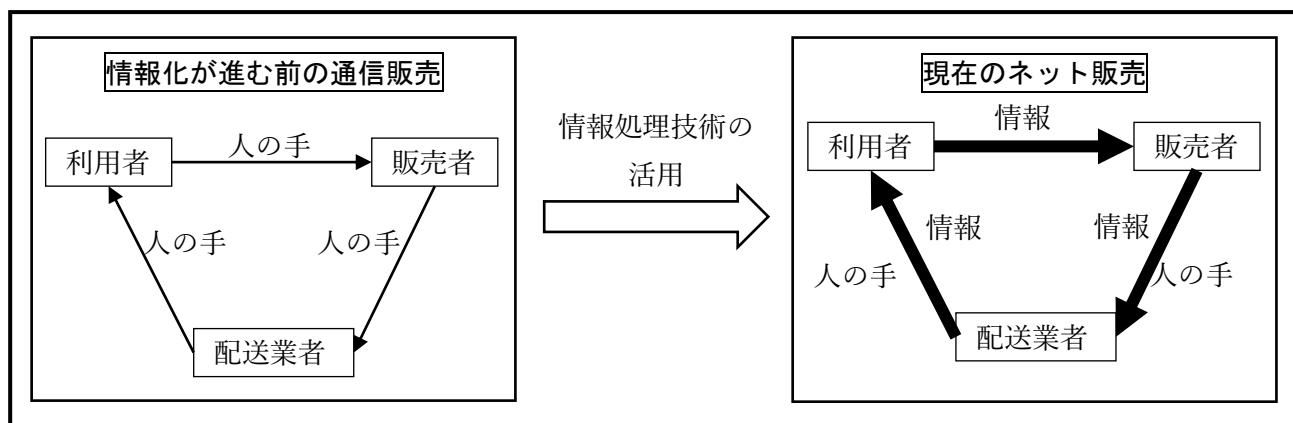 情報化が進む前の通信販売
利用者
人の手
販売者
人の手
人の手
配送業者
情報処理技術の
活用
現在のネット販売
利用者
情報
販売者
情報
情報
人の手
人の手
配送業者